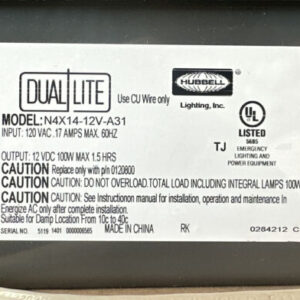 DUAL LITE
HUBBELL
Lighting, Inc.
Use CU Wire only
MODEL: N4X14-12V-A31
INPUT: 120 VAC .17 AMPS MAX. 60HZ
UL
LISTED
5685
TJ
EMERGENCY
LIGHTING AND
POWER EQUIPMENT
OUTPUT: 12 VDC 100W MAX 1.5 HRS
CAUTION Replace only with p\n 0120800
CAUTION: DO NOT OVERLOAD.TOTAL LOAD INCLUDING INTEGRAL LAMPS 100W
CAUTION --- See Instructionon manual for installation, operation and maintenance In
Energize AC only after complete installation.
Suitable for Damp Location From 10c to 40c
SERIAL NO. 5119 1401 0000000565 MADE IN CHINA RK 0264212 C